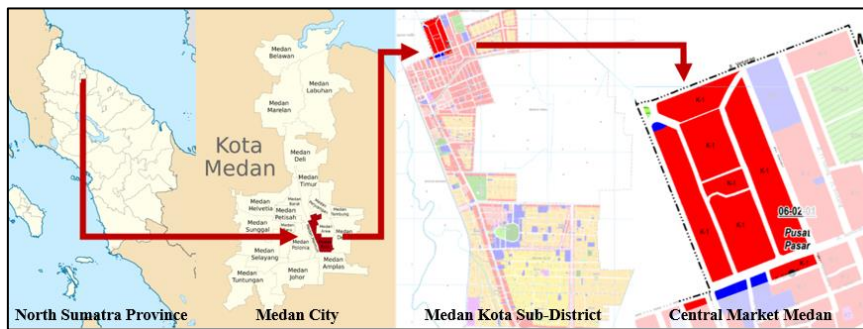 Medan
Belawan
Medan
Labuhan
Medan
Marelan
Kota
Medan
Medan
Deli
Medan
Timur
Medan
Helvetia
Medan
Petisah
Medan
Sunggal
Medan
Polonia
Medan
Selayang
Medan
Amplas
Medan
Johor
Medan
Tuntungan
06-02-01
Pusat
Pasar
North Sumatra Province
Medan City
Medan Kota Sub-District
Central Market Medan